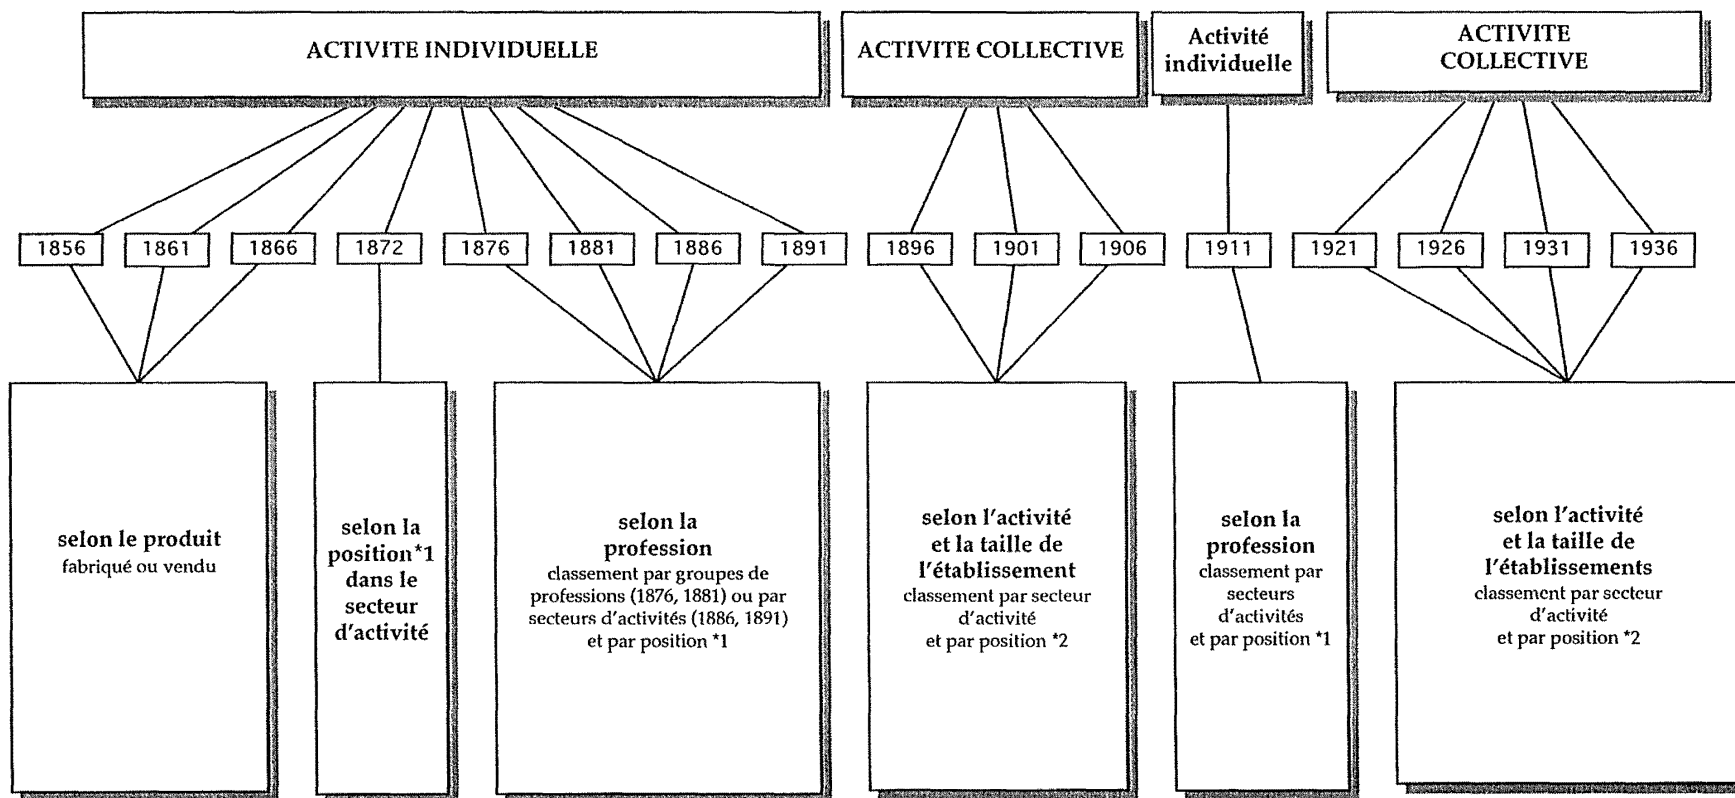 ACTIVITE INDIVIDUELLE
ACTIVITE COLLECTIVE
Activité
individuelle
ACTIVITE
COLLECTIVE
1856
1861
1866
1872
1876
1881
1886
1891
1896
1901
1906
1911
1921
1926
1931
1936
selon le produit
fabriqué ou vendu
selon la
position*1
dans le
secteur
d'activité
selon la
profession
classement par groupes de
professions (1876, 1881) ou par
secteurs d'activités (1886, 1891)
et par position *1
selon l'activité
et la taille de
l'établissement
classement par secteur
d'activité
et par position *2
selon la
profession
classement par
secteurs
d'activités
et par position *1
selon l'activité
et la taille de
l'établissements
classement par secteur
d'activité
et par position *2